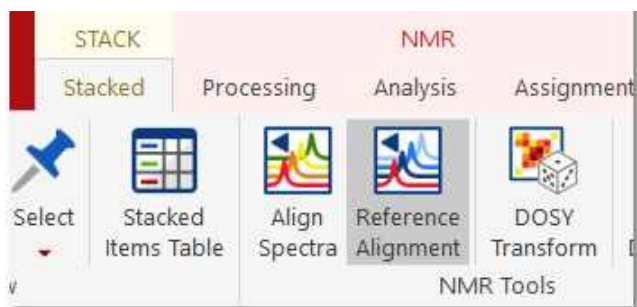 STACK NMR
Stacked Processing Analysis Assignment
Select Stacked Items Table Align Spectra Reference Alignment DOSY Transform
NMR Tools